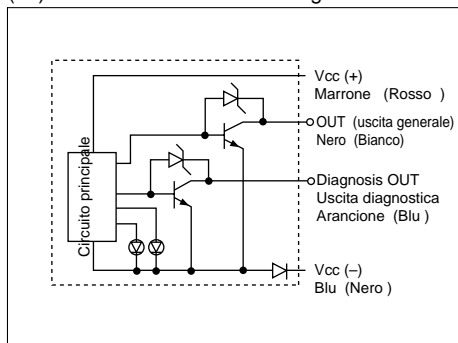 Vcc (+)
Marrone (Rosso )
OUT (uscita generale)
Nero (Bianco)
Circuito principale
Diagnosis OUT
Uscita diagnostica
Arancione (Blu )
Vcc (–)
Blu (Nero )